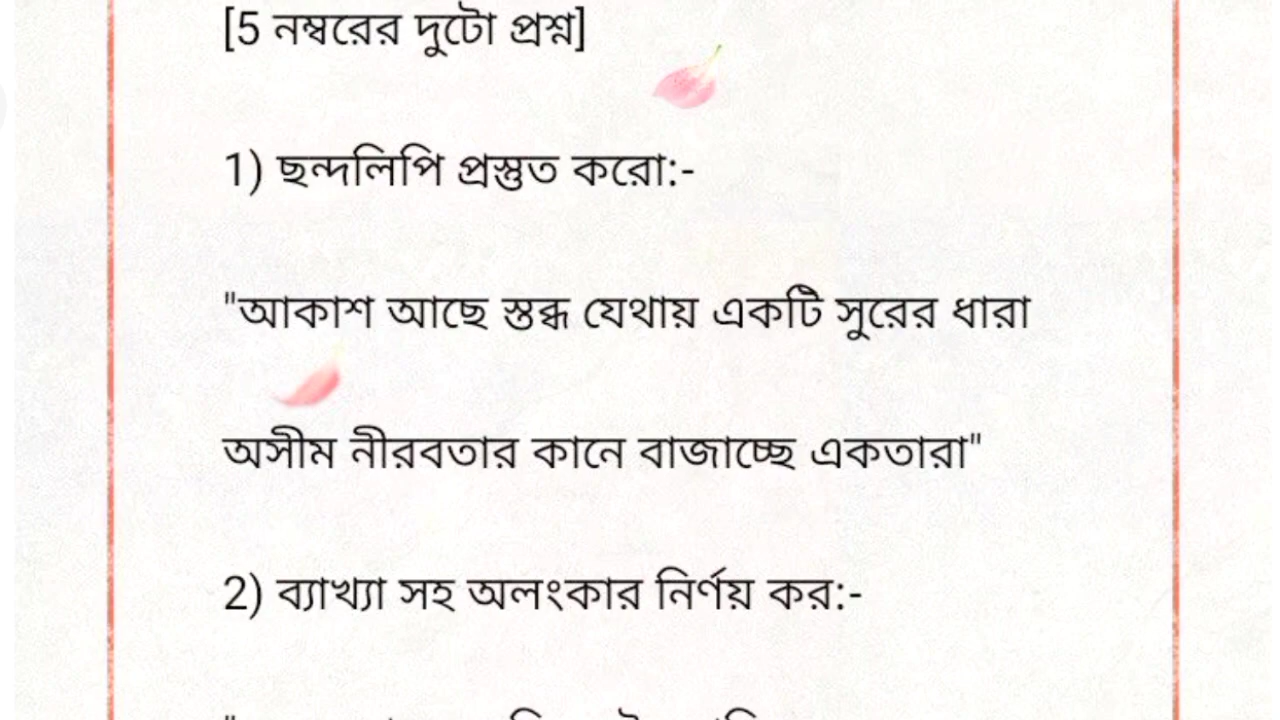 [5 নম্বরের দুটো প্রশ্ন]
1) ছন্দলিপি প্রস্তুত করো:-
"আকাশ আছে স্তব্ধ যেথায় একটি সুরের ধারা
অসীম নীরবতার কানে বাজাচ্ছে একতারা"
2) ব্যাখ্যা সহ অলংকার নির্ণয় কর:-